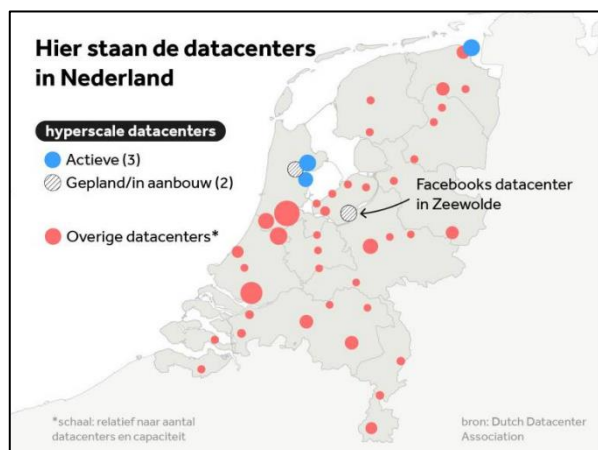 Hier staan de datacenters
in Nederland
hyperscale datacenters
Actieve (3)
Gepland/in aanbouw (2)
Overige datacenters*
Facebooks datacenter
in Zeewolde
*schaal: relatief naar aantal
datacenters en capaciteit
bron: Dutch Datacenter
Association